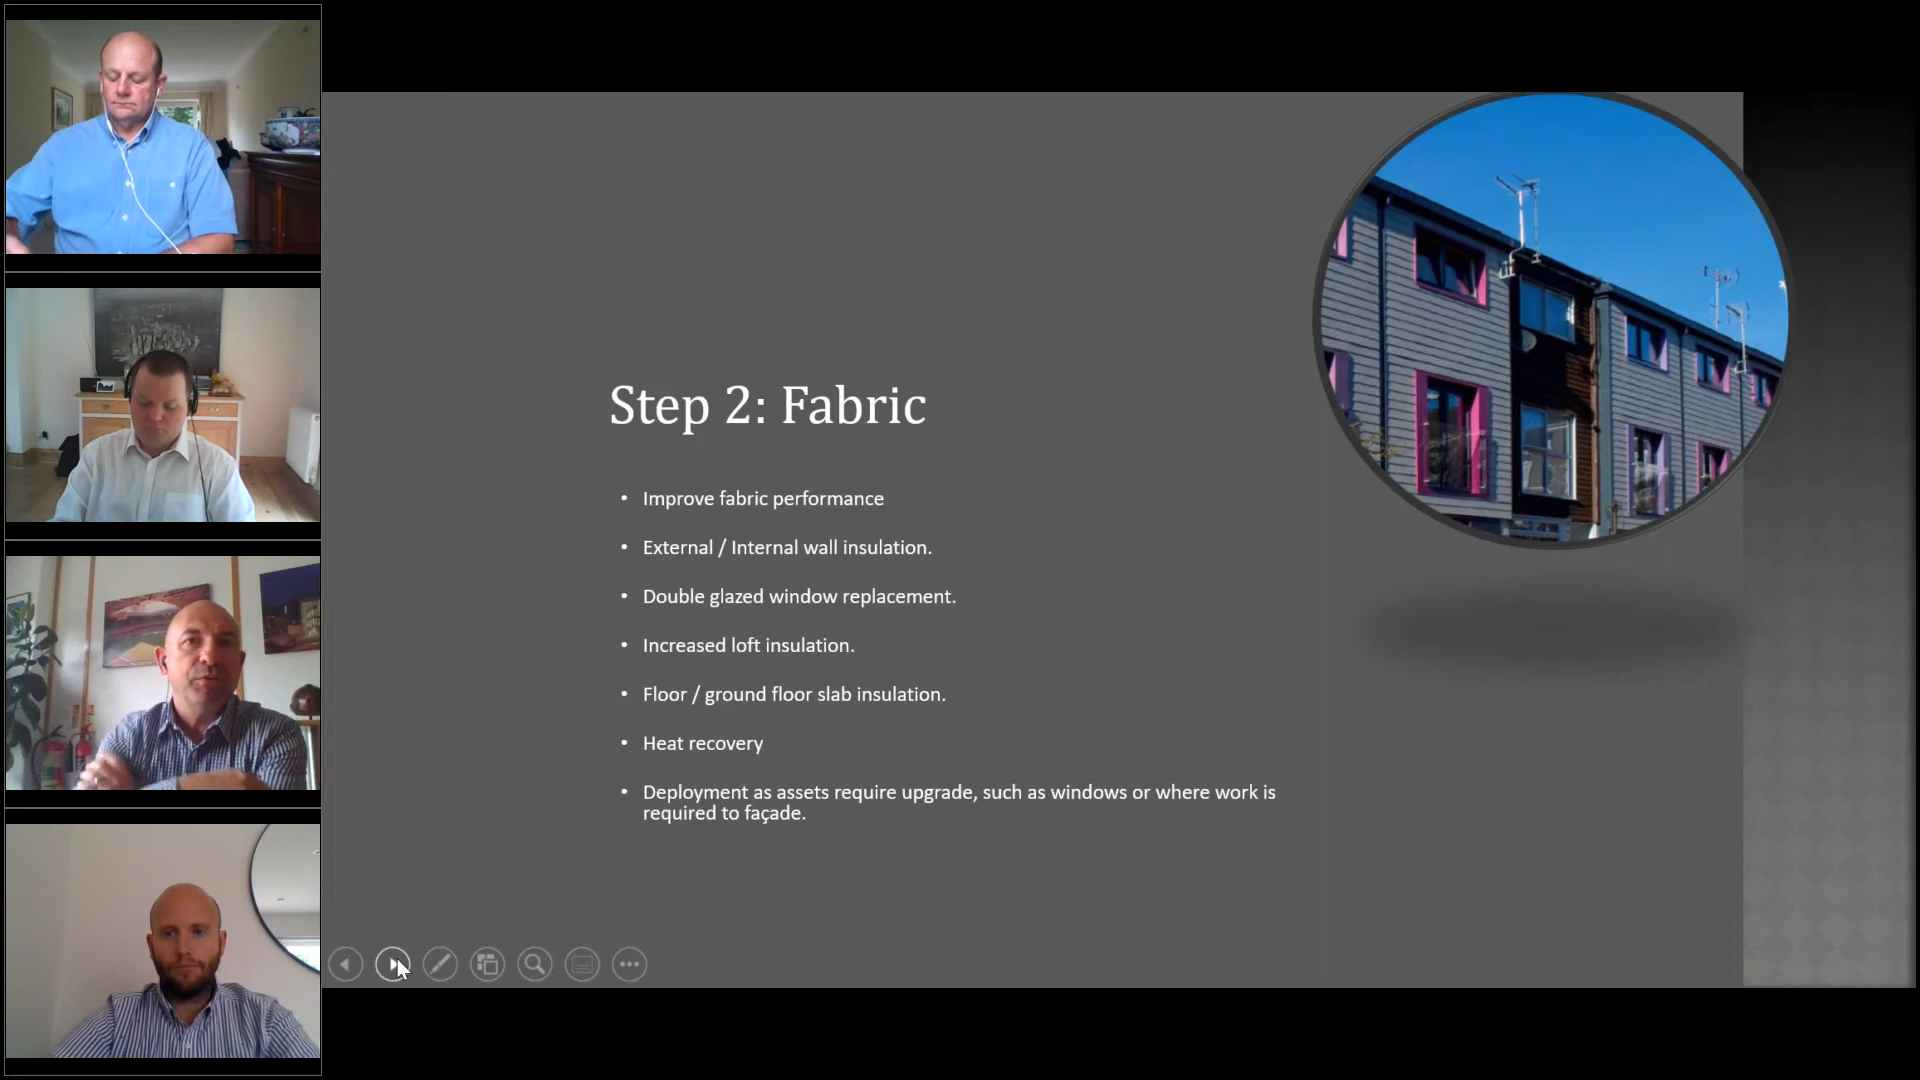 Step 2: Fabric
• Improve fabric performance
• External / Internal wall insulation.
• Double glazed window replacement.
• Increased loft insulation.
• Floor / ground floor slab insulation.
• Heat recovery
• Deployment as assets require upgrade, such as windows or where work is
required to façade.